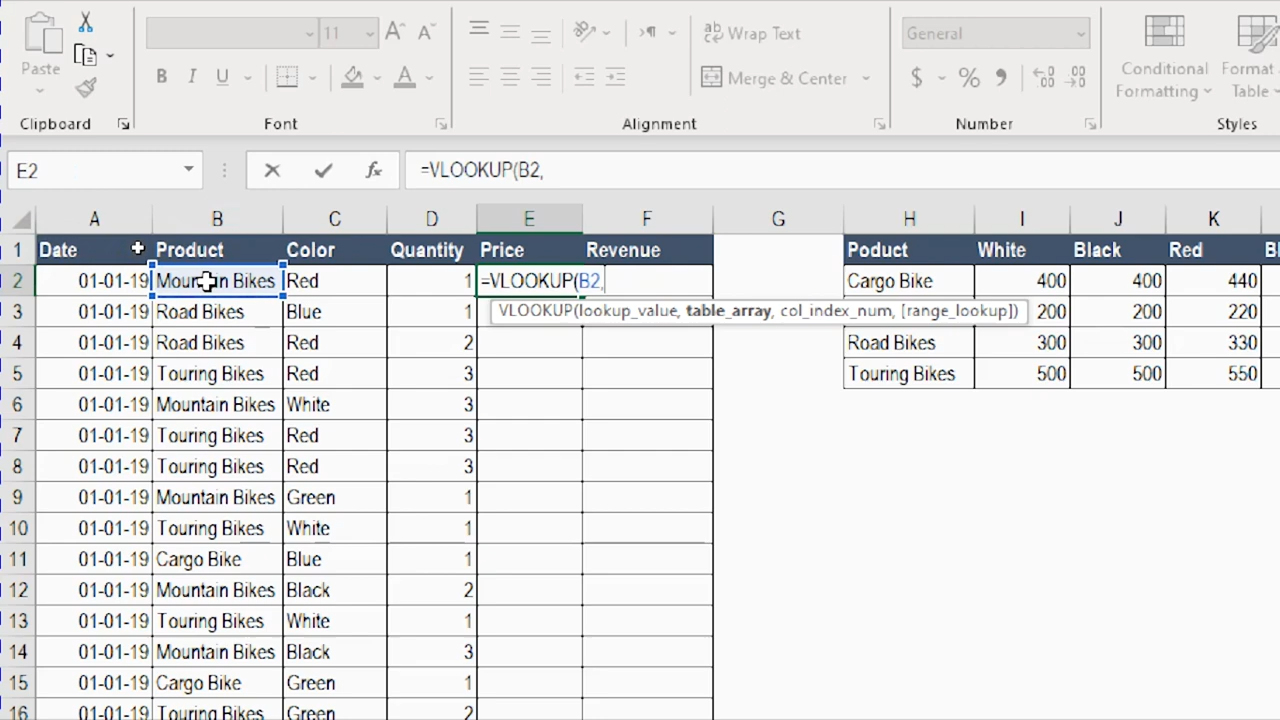 11
Wrap Text
General
Paste
B I U
Merge & Center
$ %
Conditional
Formatting
Format
Table
Clipboard Font Alignment Number Styles
E2 fx =VLOOKUP(B2,
A B C D E F G H I J K
1 Date Product Color Quantity Price Revenue Poduct White Black Red
2 01-01-19 Mountain Bikes Red 1 =VLOOKUP(B2, Cargo Bike 400 400 440
VLOOKUP(lookup_value, table_array, col_index_num, [range_lookup])
3 01-01-19 Road Bikes Blue 1 200 220
4 01-01-19 Road Bikes Red 2 Road Bikes 300 300 330
5 01-01-19 Touring Bikes Red 3 Touring Bikes 500 500 550
6 01-01-19 Mountain Bikes White 3
7 01-01-19 Touring Bikes Red 3
8 01-01-19 Touring Bikes Red 3
9 01-01-19 Mountain Bikes Green 1
10 01-01-19 Touring Bikes White 1
11 01-01-19 Cargo Bike Blue 1
12 01-01-19 Mountain Bikes Black 2
13 01-01-19 Touring Bikes White 1
14 01-01-19 Mountain Bikes Black 3
15 01-01-19 Cargo Bike Green 1
16 01-01-19 Touring Bikes Green 2